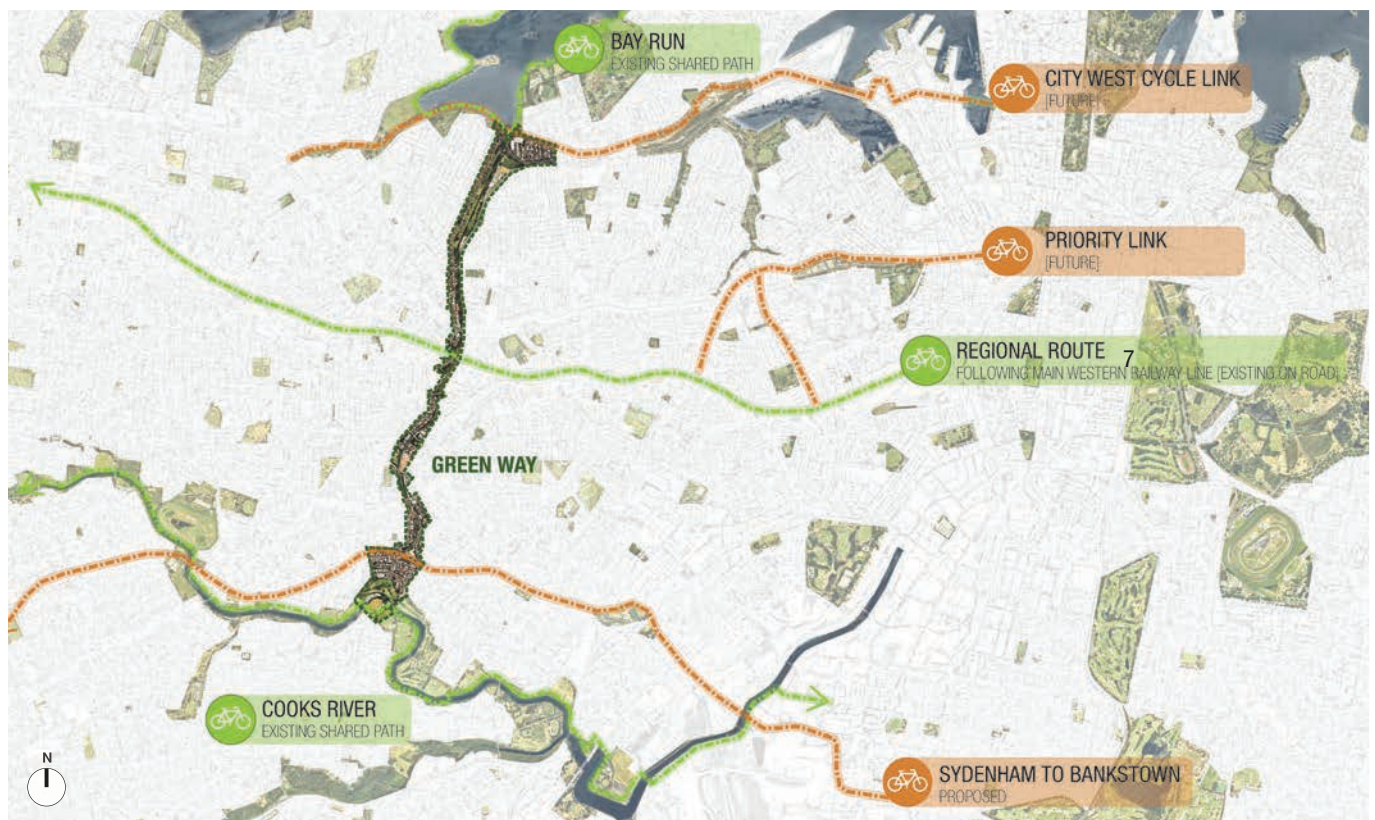 BAY RUN
EXISTING SHARED PATH
CITY WEST CYCLE LINK
[FUTURE]
PRIORITY LINK
[FUTURE]
REGIONAL ROUTE 7
FOLLOWING MAIN WESTERN RAILWAY LINE [EXISTING ON ROAD]
GREEN WAY
COOKS RIVER
EXISTING SHARED PATH
N
SYDENHAM TO BANKSTOWN
PROPOSED